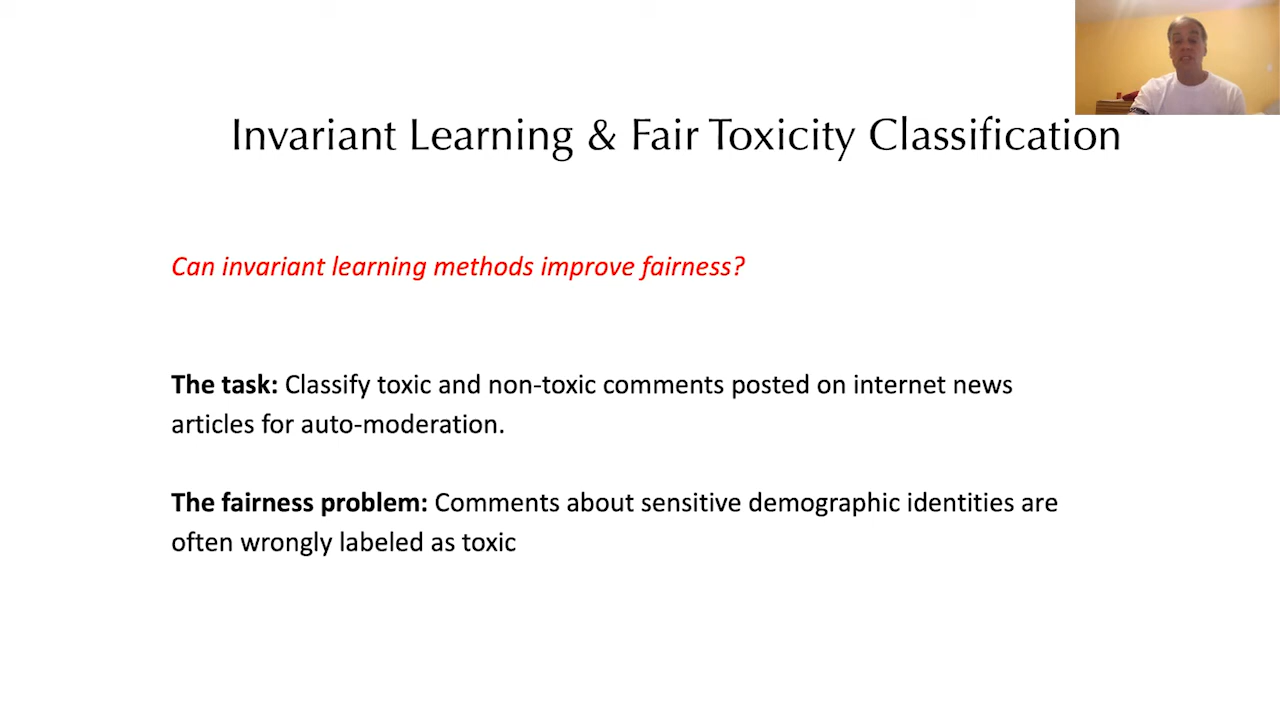 Invariant Learning & Fair Toxicity Classification
Can invariant learning methods improve fairness?
The task: Classify toxic and non-toxic comments posted on internet news
articles for auto-moderation.
The fairness problem: Comments about sensitive demographic identities are
often wrongly labeled as toxic